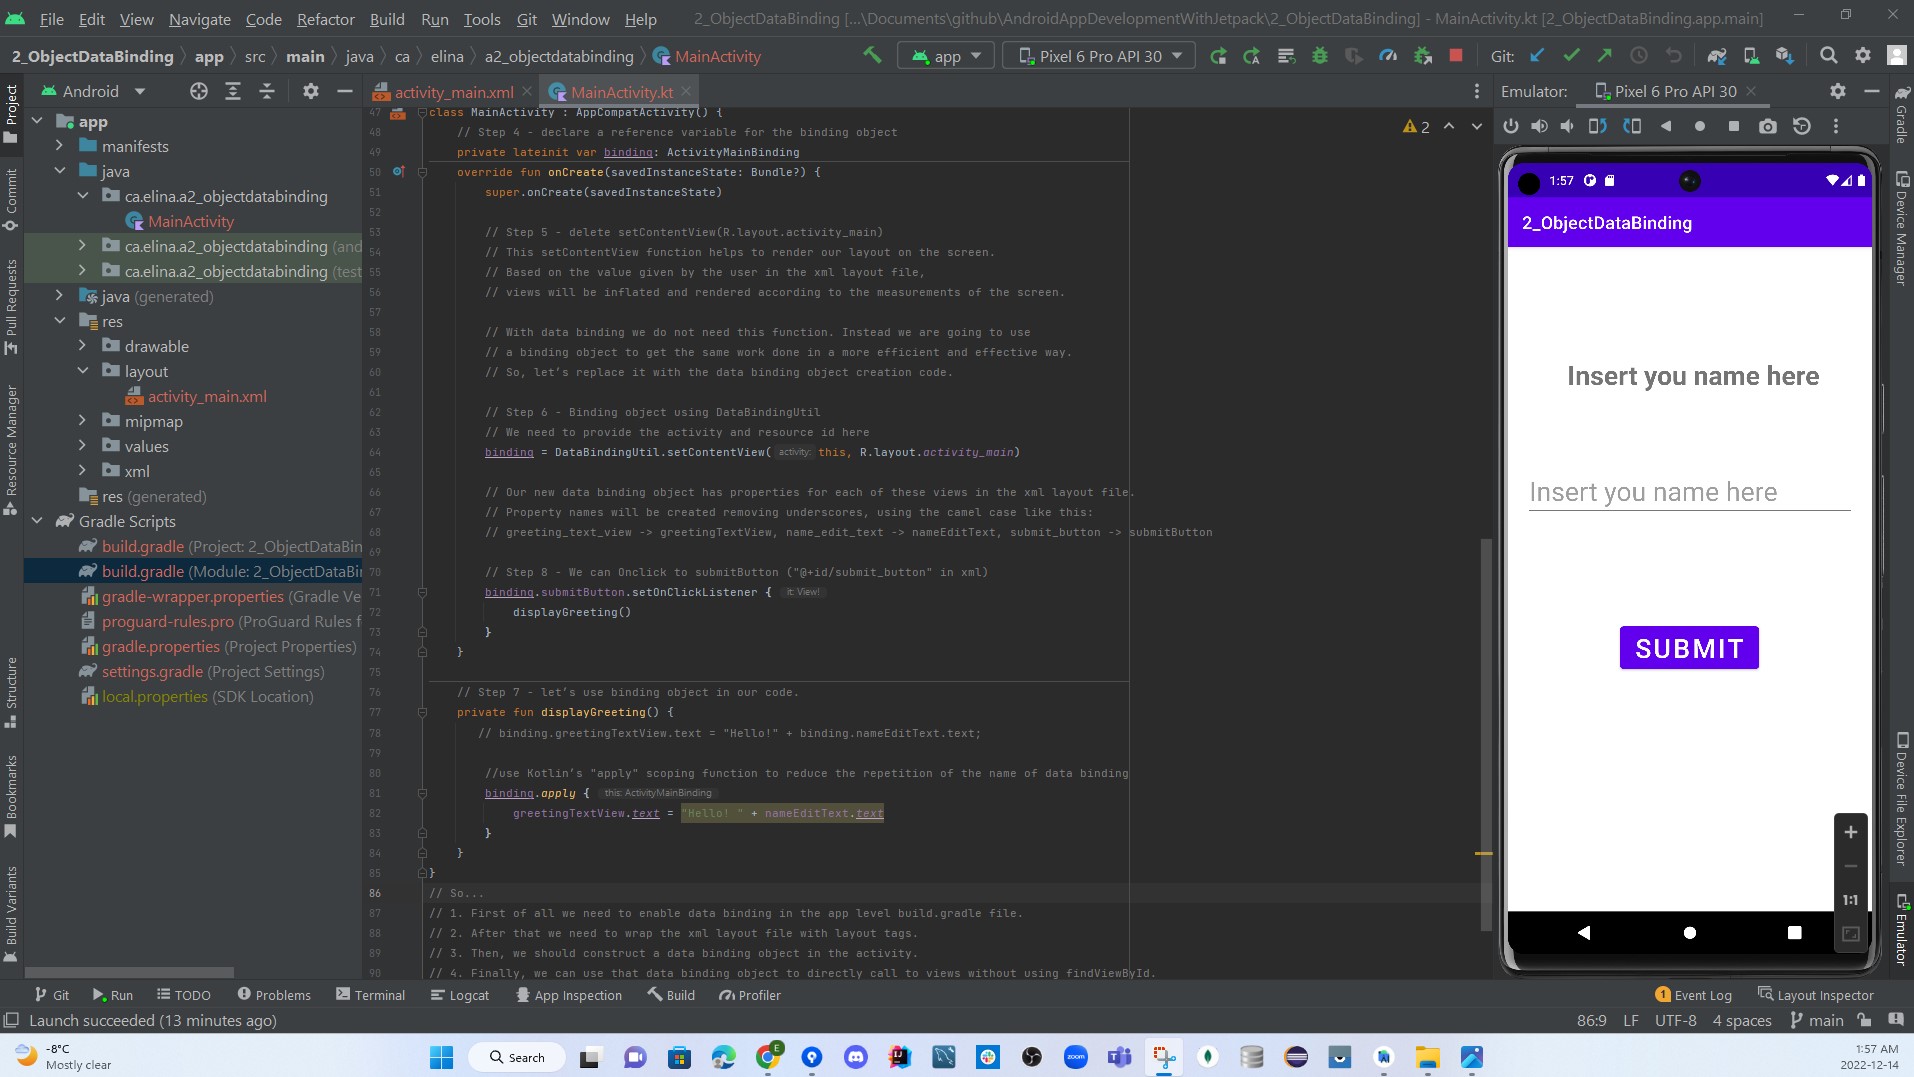 File Edit View Navigate Code Refactor Build Run Tools Git Window Help 2_ObjectDataBinding [...\Documents\github\AndroidAppDevelopmentWithJetpack\2_ObjectDataBinding] - MainActivity.kt [2_ObjectDataBinding.app.main]
2_ObjectDataBinding app src main java ca elina a2_objectdatabinding MainActivity app Pixel 6 Pro API 30 Git:
Android activity_main.xml MainActivity.kt Emulator: Pixel 6 Pro API 30
Project
Commit
Pull Requests
Resource Manager
Structure
Bookmarks
Build Variants
app
manifests
java
ca.elina.a2_objectdatabinding
MainActivity
ca.elina.a2_objectdatabinding (and
ca.elina.a2_objectdatabinding (test
java (generated)
res
drawable
layout
activity_main.xml
mipmap
values
xml
res (generated)
Gradle Scripts
build.gradle (Project: 2_ObjectDataBin
build.gradle (Module: 2_ObjectDataBi
gradle-wrapper.properties (Gradle Ve
proguard-rules.pro (ProGuard Rules f
gradle.properties (Project Properties)
settings.gradle (Project Settings)
local.properties (SDK Location)
2
47 class MainActivity : AppCompatActivity() {
48 // Step 4 - declare a reference variable for the binding object
49 private lateinit var binding: ActivityMainBinding
50 override fun onCreate(savedInstanceState: Bundle?) {
51 super.onCreate(savedInstanceState)
52
53 // Step 5 - delete setContentView(R.layout.activity_main)
54 // This setContentView function helps to render our layout on the screen.
55 // Based on the value given by the user in the xml layout file,
56 // views will be inflated and rendered according to the measurements of the screen.
57
58 // With data binding we do not need this function. Instead we are going to use
59 // a binding object to get the same work done in a more efficient and effective way.
60 // So, let's replace it with the data binding object creation code.
61
62 // Step 6 - Binding object using DataBindingUtil
63 // We need to provide the activity and resource id here
64 binding = DataBindingUtil.setContentView( activity: this, R.layout.activity_main)
65
66 // Our new data binding object has properties for each of these views in the xml layout file.
67 // Property names will be created removing underscores, using the camel case like this:
68 // greeting_text_view -> greetingTextView, name_edit_text -> nameEditText, submit_button -> submitButton
69
70 // Step 8 - We can Onclick to submitButton ("@+id/submit_button" in xml)
71 binding.submitButton.setOnClickListener { it: View!
72 displayGreeting()
73 }
74 }
75
76 // Step 7 - let's use binding object in our code.
77 private fun displayGreeting() {
78 // binding.greetingTextView.text = "Hello!" + binding.nameEditText.text;
79
80 //use Kotlin's "apply" scoping function to reduce the repetition of the name of data binding
81 binding.apply { this: ActivityMainBinding
82 greetingTextView.text = "Hello! " + nameEditText.text
83 }
84 }
85 }
86 // So...
87 // 1. First of all we need to enable data binding in the app level build.gradle file.
88 // 2. After that we need to wrap the xml layout file with layout tags.
89 // 3. Then, we should construct a data binding object in the activity.
90 // 4. Finally, we can use that data binding object to directly call to views without using findViewById.
1:57
2_ObjectDataBinding
Insert you name here
Insert you name here
SUBMIT
1:1
Gradle
Device Manager
Device File Explorer
Emulator
Git Run TODO Problems Terminal Logcat App Inspection Build Profiler 1 Event Log Layout Inspector
Launch succeeded (13 minutes ago) 86:9 LF UTF-8 4 spaces main
-8°C
Mostly clear
Search
E
zoom
1:57 AM
2022-12-14